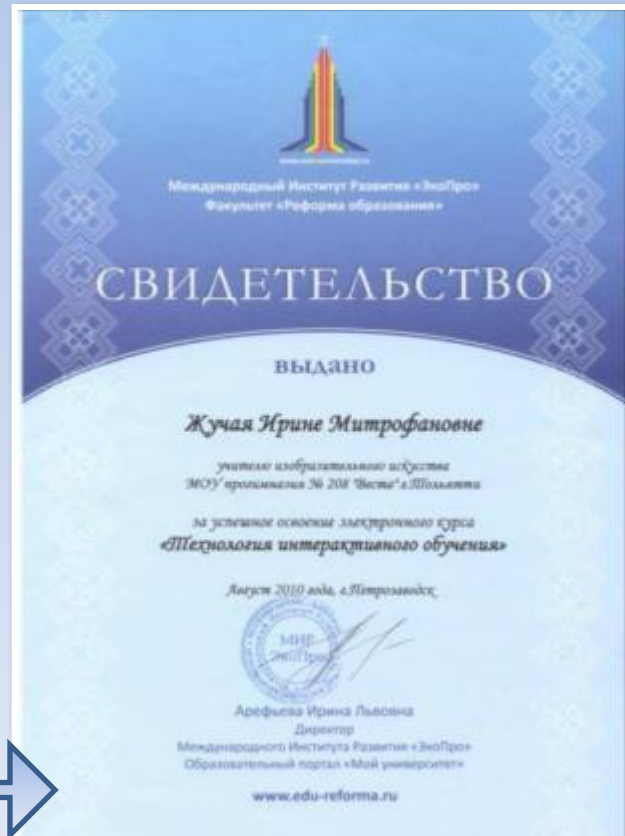 Международный Институт Развития «ЭкоПро»
Факультет «Реформа образования»
СВИДЕТЕЛЬСТВО
выдано
Жучая Ирине Митрофановне
учителю изобразительного искусства
МОУ прогимназия № 208 "Веста" г.Тольятти
за успешное освоение электронного курса
«Технология интерактивного обучения»
Август 2010 года, г.Петрозаводск
МИР
ЭкоПро
Арефьева Ирина Львовна
Директор
Международного Института Развития «ЭкоПро»
Образовательный портал «Мой университет»
www.edu-reforma.ru